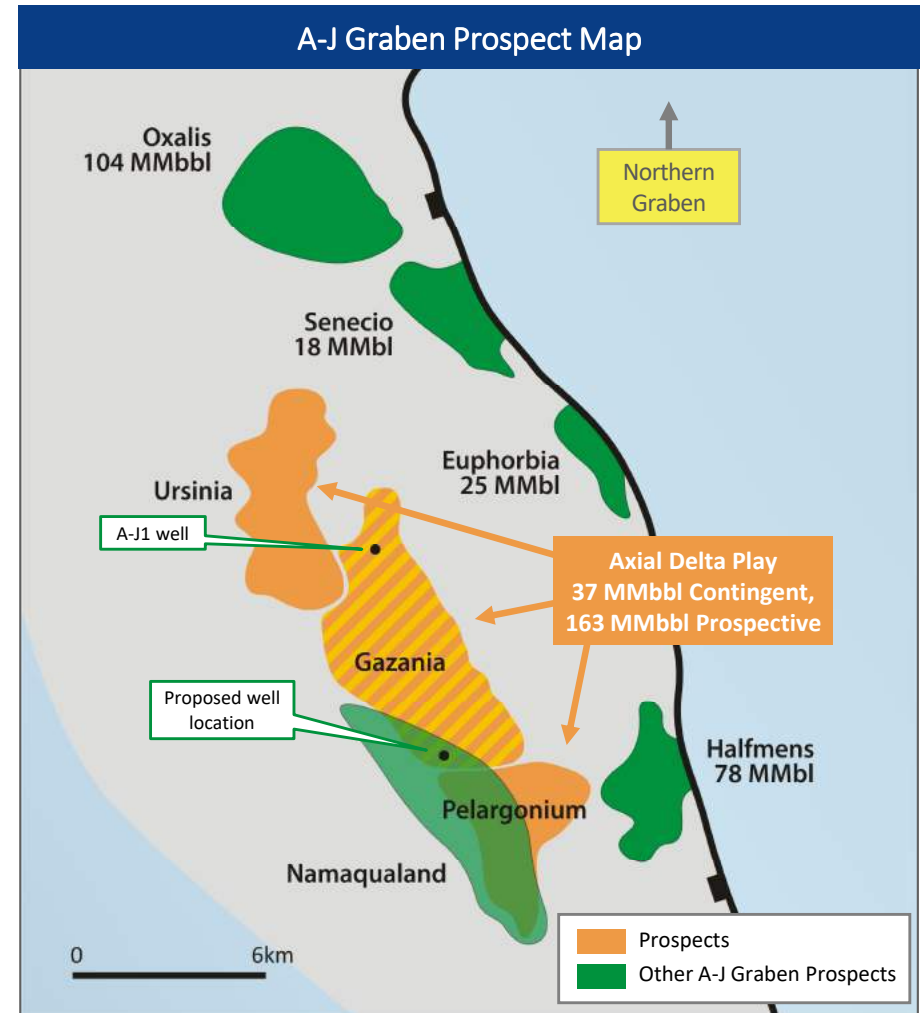 A-J Graben Prospect Map
Oxalis
104 MMbbl
Northern
Graben
Senecio
18 MMbl
Euphorbia
25 MMbl
Ursinia
A-J1 well
Axial Delta Play
37 MMbbl Contingent,
163 MMbbl Prospective
Gazania
Proposed well
location
Halfmens
78 MMbl
Pelargonium
Namaqualand
0 6km
Prospects
Other A-J Graben Prospects